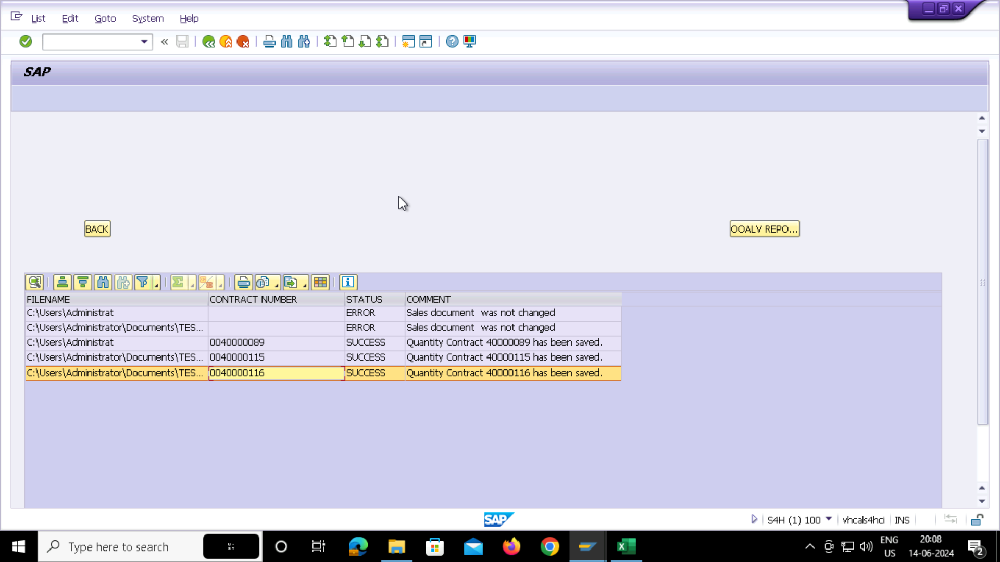 List Edit Goto System Help
SAP
BACK
OOALV REPO...
FILENAME CONTRACT NUMBER STATUS COMMENT
C:\Users\Administrat ERROR Sales document  was not changed
C:\Users\Administrator\Documents\TES... ERROR Sales document  was not changed
C:\Users\Administrat 0040000089 SUCCESS Quantity Contract 40000089 has been saved.
C:\Users\Administrator\Documents\TES... 0040000115 SUCCESS Quantity Contract 40000115 has been saved.
C:\Users\Administrator\Documents\TES... 0040000116 SUCCESS Quantity Contract 40000116 has been saved.
SAP S4H (1) 100 vhcals4hci INS
Type here to search
ENG 20:08
US 14-06-2024 2